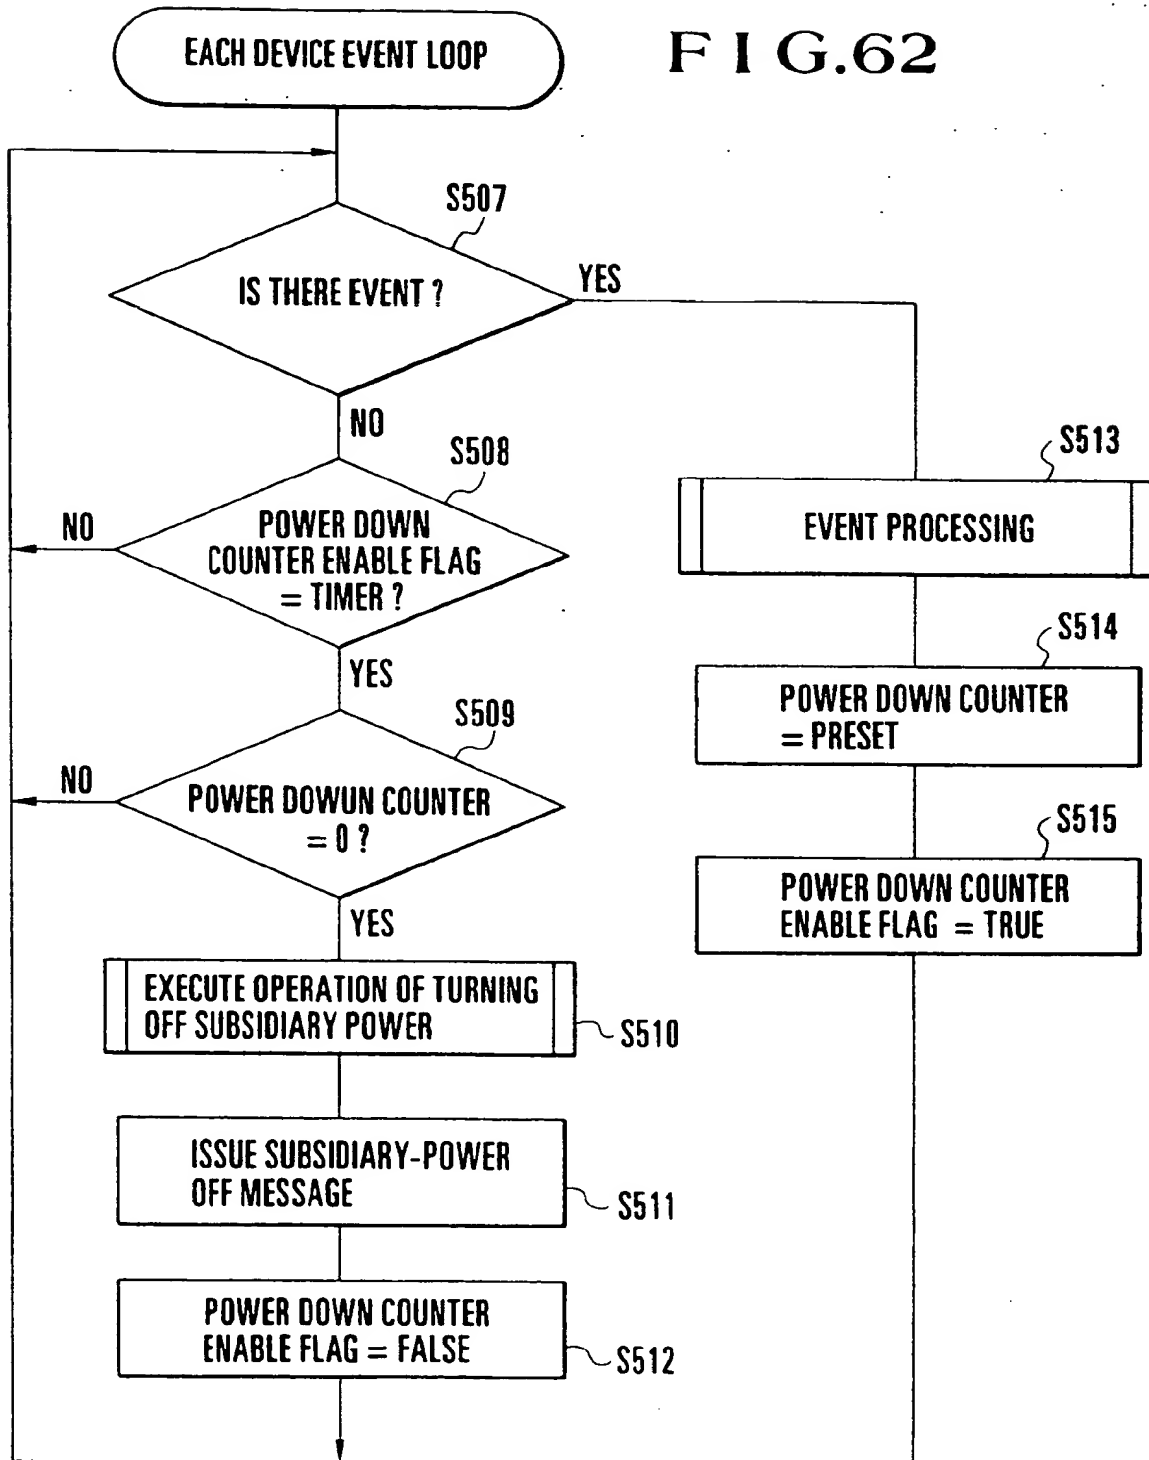 EACH DEVICE EVENT LOOP
FIG.62
S507
IS THERE EVENT ?
YES
NO
S508
POWER DOWN
COUNTER ENABLE FLAG
= TIMER ?
NO
YES
S509
POWER DOWUN COUNTER
= 0 ?
NO
YES
EXECUTE OPERATION OF TURNING
OFF SUBSIDIARY POWER
S510
ISSUE SUBSIDIARY-POWER
OFF MESSAGE
S511
POWER DOWN COUNTER
ENABLE FLAG = FALSE
S512
S513
EVENT PROCESSING
S514
POWER DOWN COUNTER
= PRESET
S515
POWER DOWN COUNTER
ENABLE FLAG = TRUE